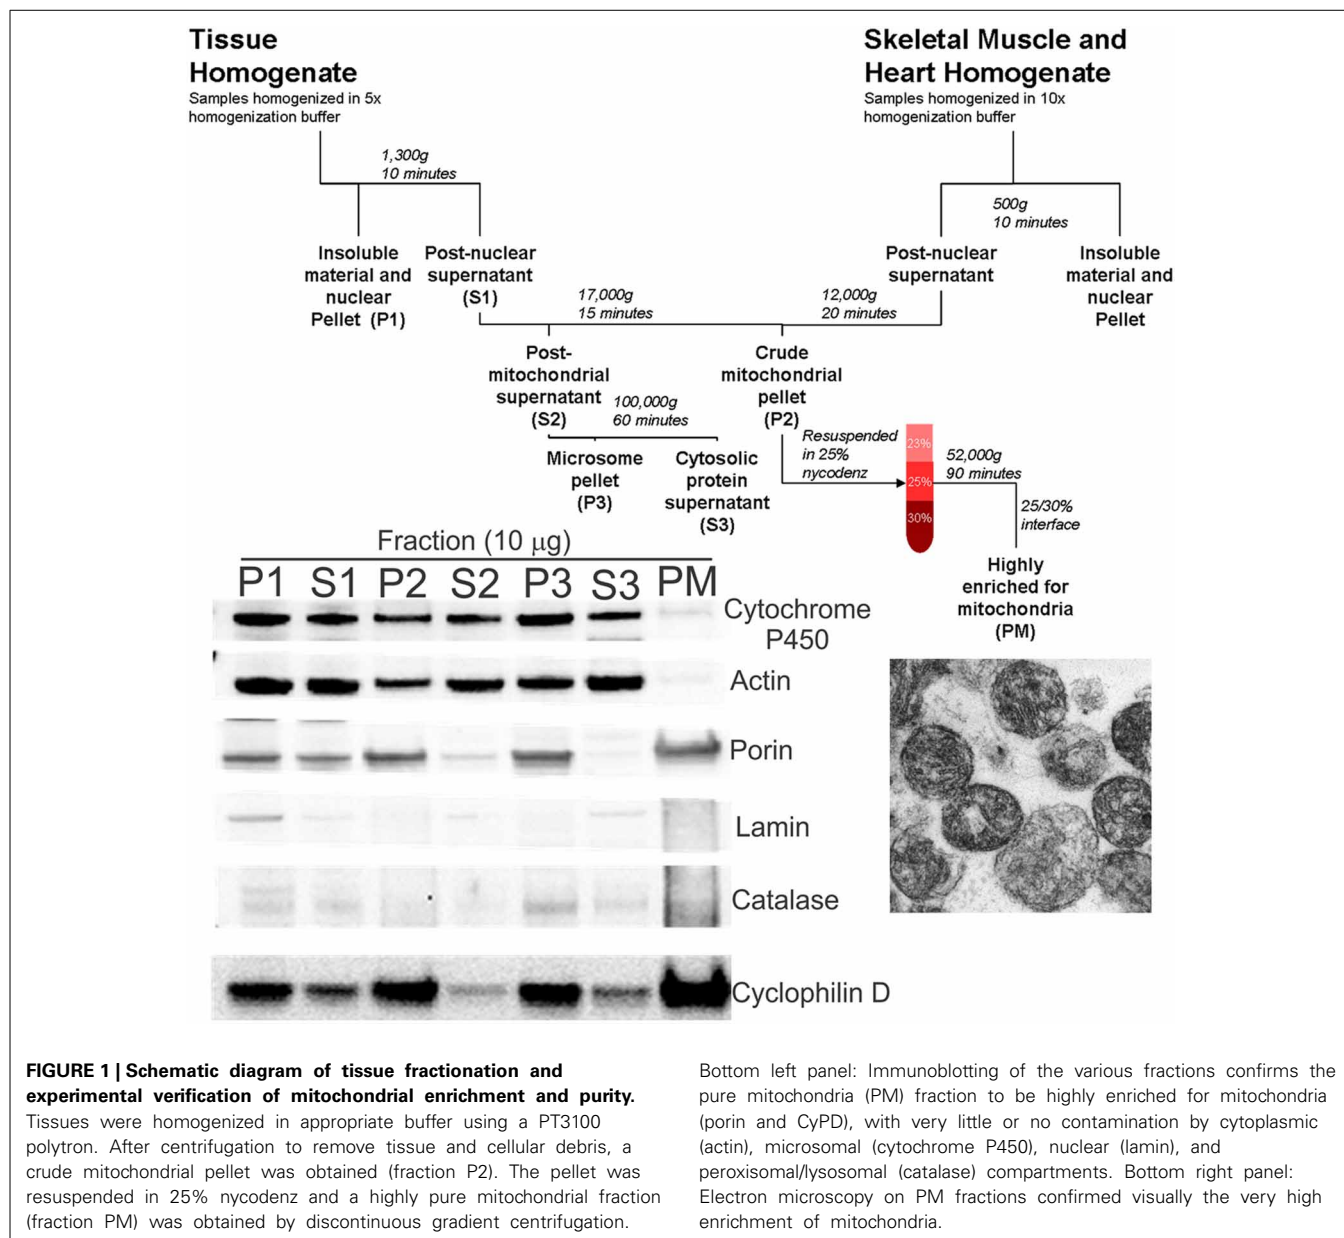 Tissue
Homogenate
Samples homogenized in 5x
homogenization buffer
Skeletal Muscle and
Heart Homogenate
Samples homogenized in 10x
homogenization buffer
1,300g
10 minutes
500g
10 minutes
Insoluble
material and
nuclear
Pellet (P1)
Post-nuclear
supernatant
(S1)
Post-nuclear
supernatant
Insoluble
material and
nuclear
Pellet
17,000g
15 minutes
12,000g
20 minutes
Post-
mitochondrial
supernatant
(S2)
Crude
mitochondrial
pellet
(P2)
100,000g
60 minutes
Microsome
pellet
(P3)
Cytosolic
protein
supernatant
(S3)
Resuspended
in 25%
nycodenz
23%
25%
30%
52,000g
90 minutes
25/30%
interface
Highly
enriched for
mitochondria
(PM)
Fraction (10 µg)
P1 S1 P2 S2 P3 S3 PM
Cytochrome
P450
Actin
Porin
Lamin
Catalase
Cyclophilin D
FIGURE 1 | Schematic diagram of tissue fractionation and
experimental verification of mitochondrial enrichment and purity.
Tissues were homogenized in appropriate buffer using a PT3100
polytron. After centrifugation to remove tissue and cellular debris, a
crude mitochondrial pellet was obtained (fraction P2). The pellet was
resuspended in 25% nycodenz and a highly pure mitochondrial fraction
(fraction PM) was obtained by discontinuous gradient centrifugation.
Bottom left panel: Immunoblotting of the various fractions confirms the
pure mitochondria (PM) fraction to be highly enriched for mitochondria
(porin and CyPD), with very little or no contamination by cytoplasmic
(actin), microsomal (cytochrome P450), nuclear (lamin), and
peroxisomal/lysosomal (catalase) compartments. Bottom right panel:
Electron microscopy on PM fractions confirmed visually the very high
enrichment of mitochondria.